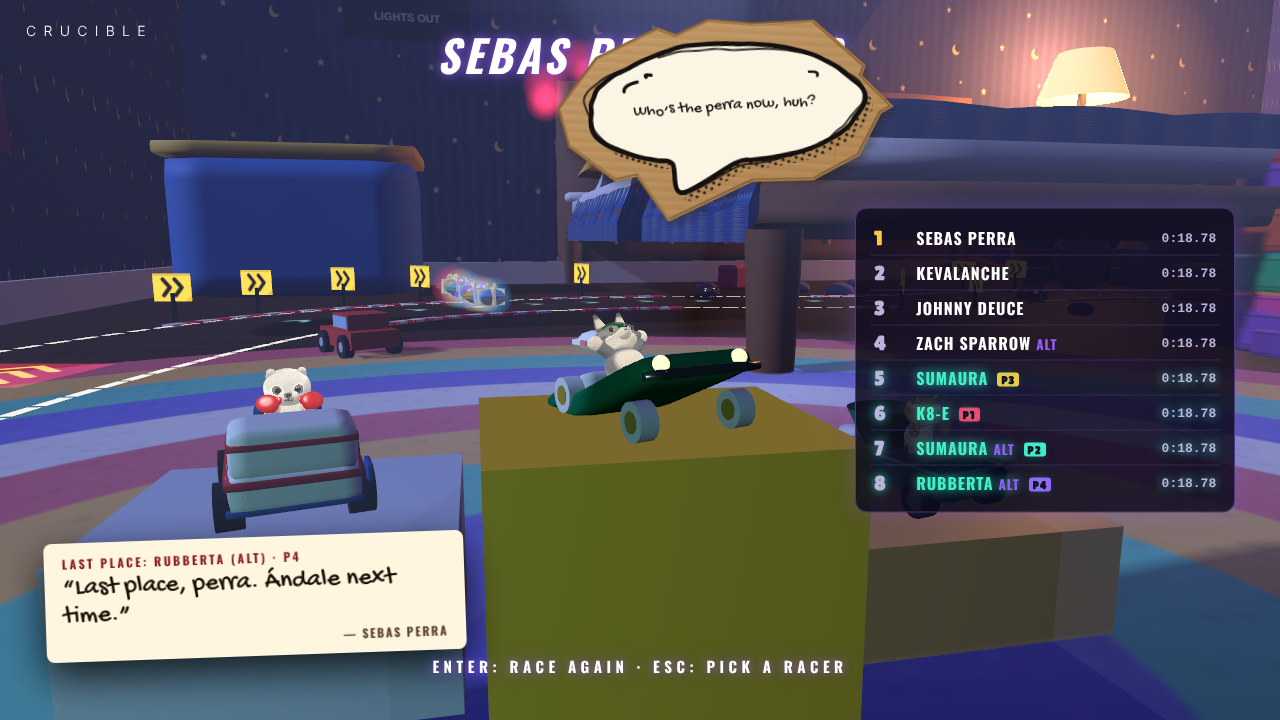 CRUCIBLE
LIGHTS OUT
SEBAS
Who's the perra now, huh?
1 SEBAS PERRA 0:18.78
2 KEVALANCHE 0:18.78
3 JOHNNY DEUCE 0:18.78
4 ZACH SPARROW ALT 0:18.78
5 SUMAURA P3 0:18.78
6 K8-E P1 0:18.78
7 SUMAURA ALT P2 0:18.78
8 RUBBERTA ALT P4 0:18.78
LAST PLACE: RUBBERTA (ALT) · P4
“Last place, perra. Ándale next
time.”
— SEBAS PERRA
ENTER: RACE AGAIN · ESC: PICK A RACER